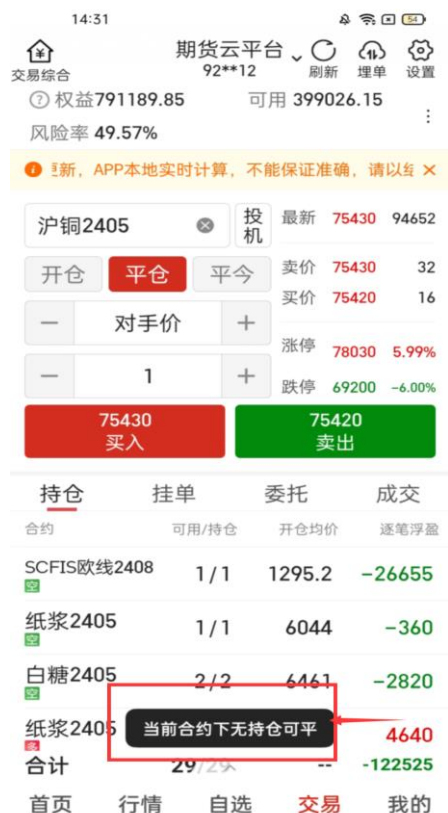 14:31
54
交易综合
期货云平台
92**12
刷新
埋单
设置
权益791189.85 可用 399026.15
风险率 49.57%
更新，APP本地实时计算，不能保证准确，请以结
沪铜2405
投机
最新 75430 94652
开仓 平仓 平今
卖价 75430 32
买价 75420 16
— 对手价 +
涨停 78030 5.99%
— 1 +
跌停 69200 -6.00%
75430
买入
75420
卖出
持仓 挂单 委托 成交
合约 可用/持仓 开仓均价 逐笔浮盈
SCFIS欧线2408 1/1 1295.2 -26655
空
纸浆2405 1/1 6044 -360
空
白糖2405 2/2 6461 -2820
空
纸浆2405 4640
多
当前合约下无持仓可平
合计 29/29 -- -122525
首页 行情 自选 交易 我的